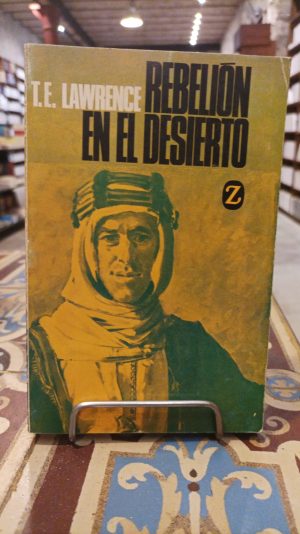 T.E. LAWRENCE REBELIÓN
EN EL DESIERTO
Z